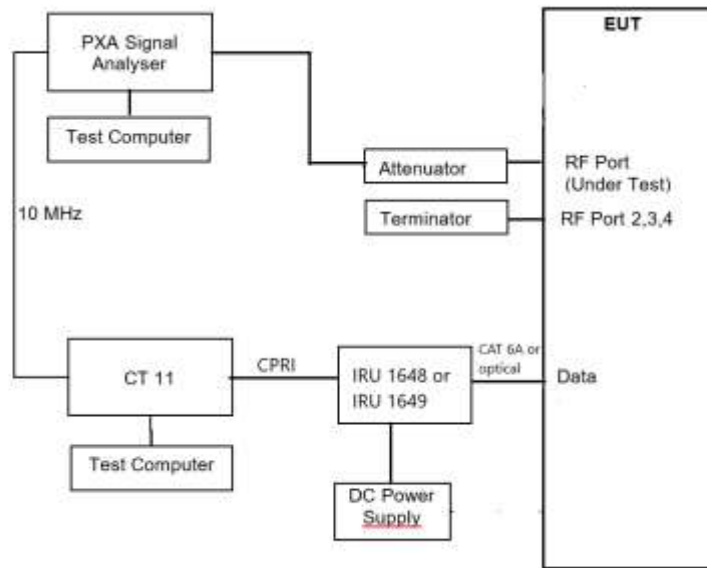 PXA Signal
Analyser
EUT
Test Computer
Attenuator
RF Port
(Under Test)
10 MHz
Terminator
RF Port 2,3,4
CT 11
CPRI
IRU 1648 or
IRU 1649
CAT 6A or
optical
Data
Test Computer
DC Power
Supply